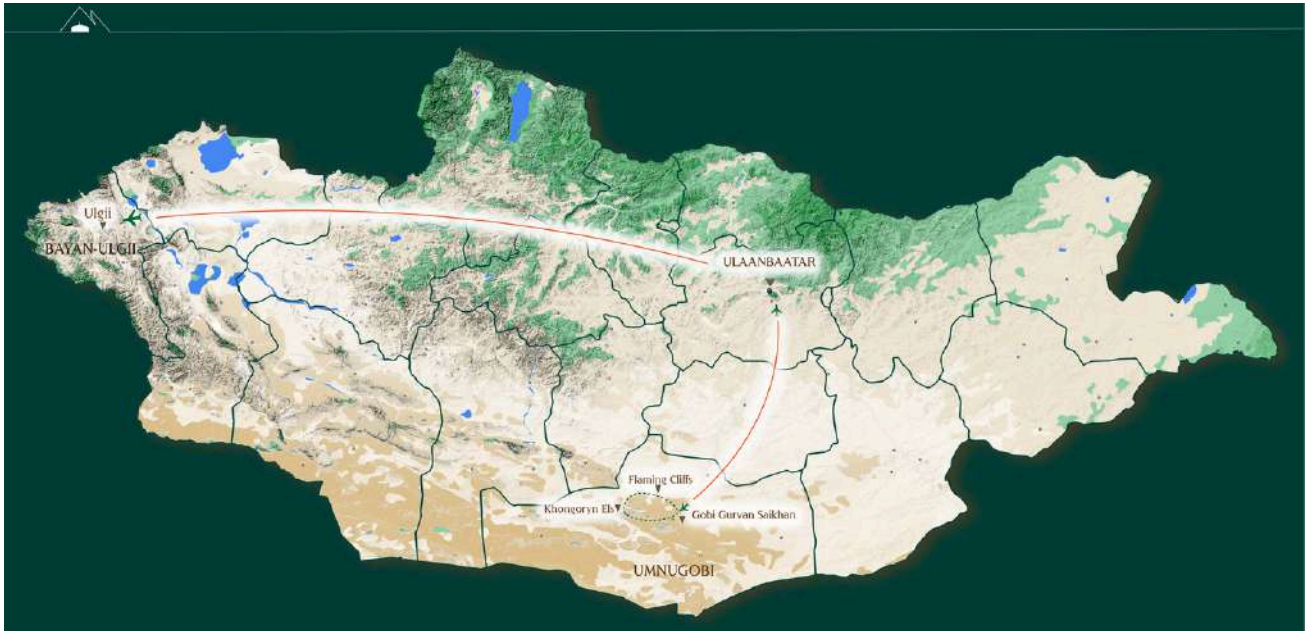 Ulgii
BAYAN-ULGII
ULAANBAATAR
Flaming Cliffs
Khongoryn Els
Gobi Gurvan Saikhan
UMNUGOBI